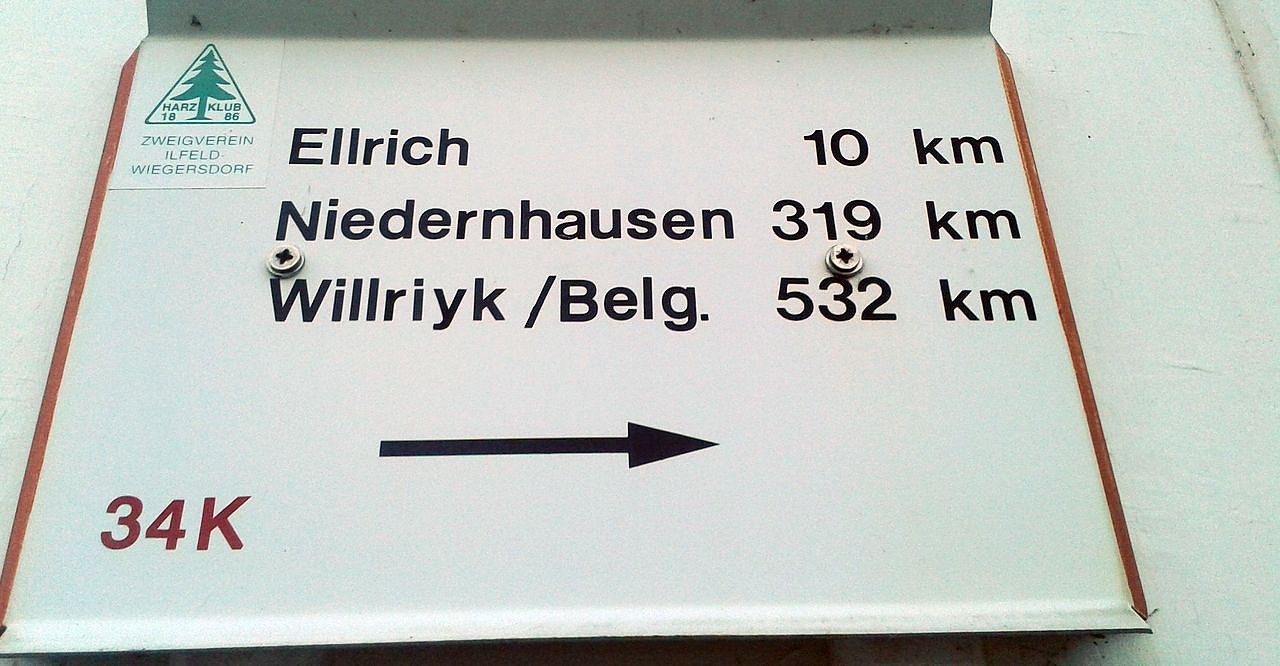 HARZ KLUB
18 86
ZWEIGVEREIN
ILFELD-
WIEGERSDORF
Ellrich 10 km
Niedernhausen 319 km
Willriyk /Belg. 532 km
34K